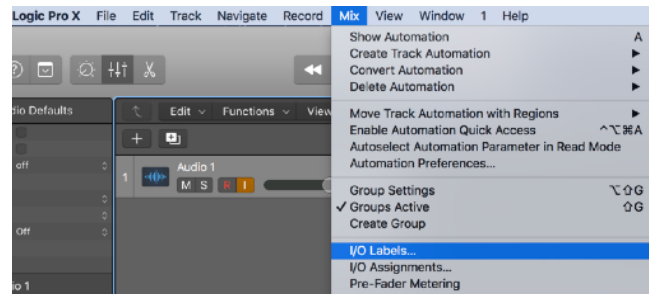 Logic Pro X File Edit Track Navigate Record Mix View Window 1 Help
Show Automation A
Create Track Automation
Convert Automation
Delete Automation
Move Track Automation with Regions
Enable Automation Quick Access ^⌥⌘A
Autoselect Automation Parameter in Read Mode
Automation Preferences...
Group Settings ⌥⇧G
✓ Groups Active ⇧G
Create Group
I/O Labels...
I/O Assignments...
Pre-Fader Metering
dio Defaults
Edit Functions View
off
1 Audio 1
M S R I
Off
io 1